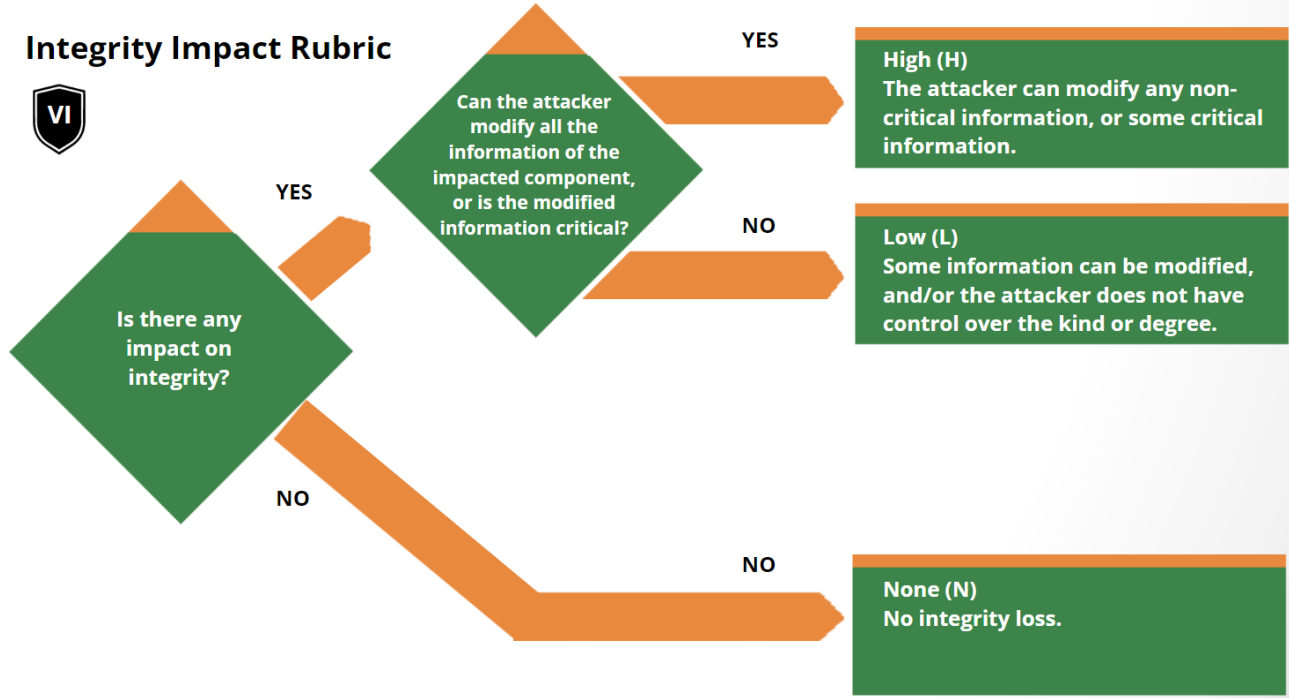 Integrity Impact Rubric
VI
Is there any
impact on
integrity?
YES
NO
Can the attacker
modify all the
information of the
impacted component,
or is the modified
information critical?
YES
High (H)
The attacker can modify any non-
critical information, or some critical
information.
NO
Low (L)
Some information can be modified,
and/or the attacker does not have
control over the kind or degree.
NO
None (N)
No integrity loss.